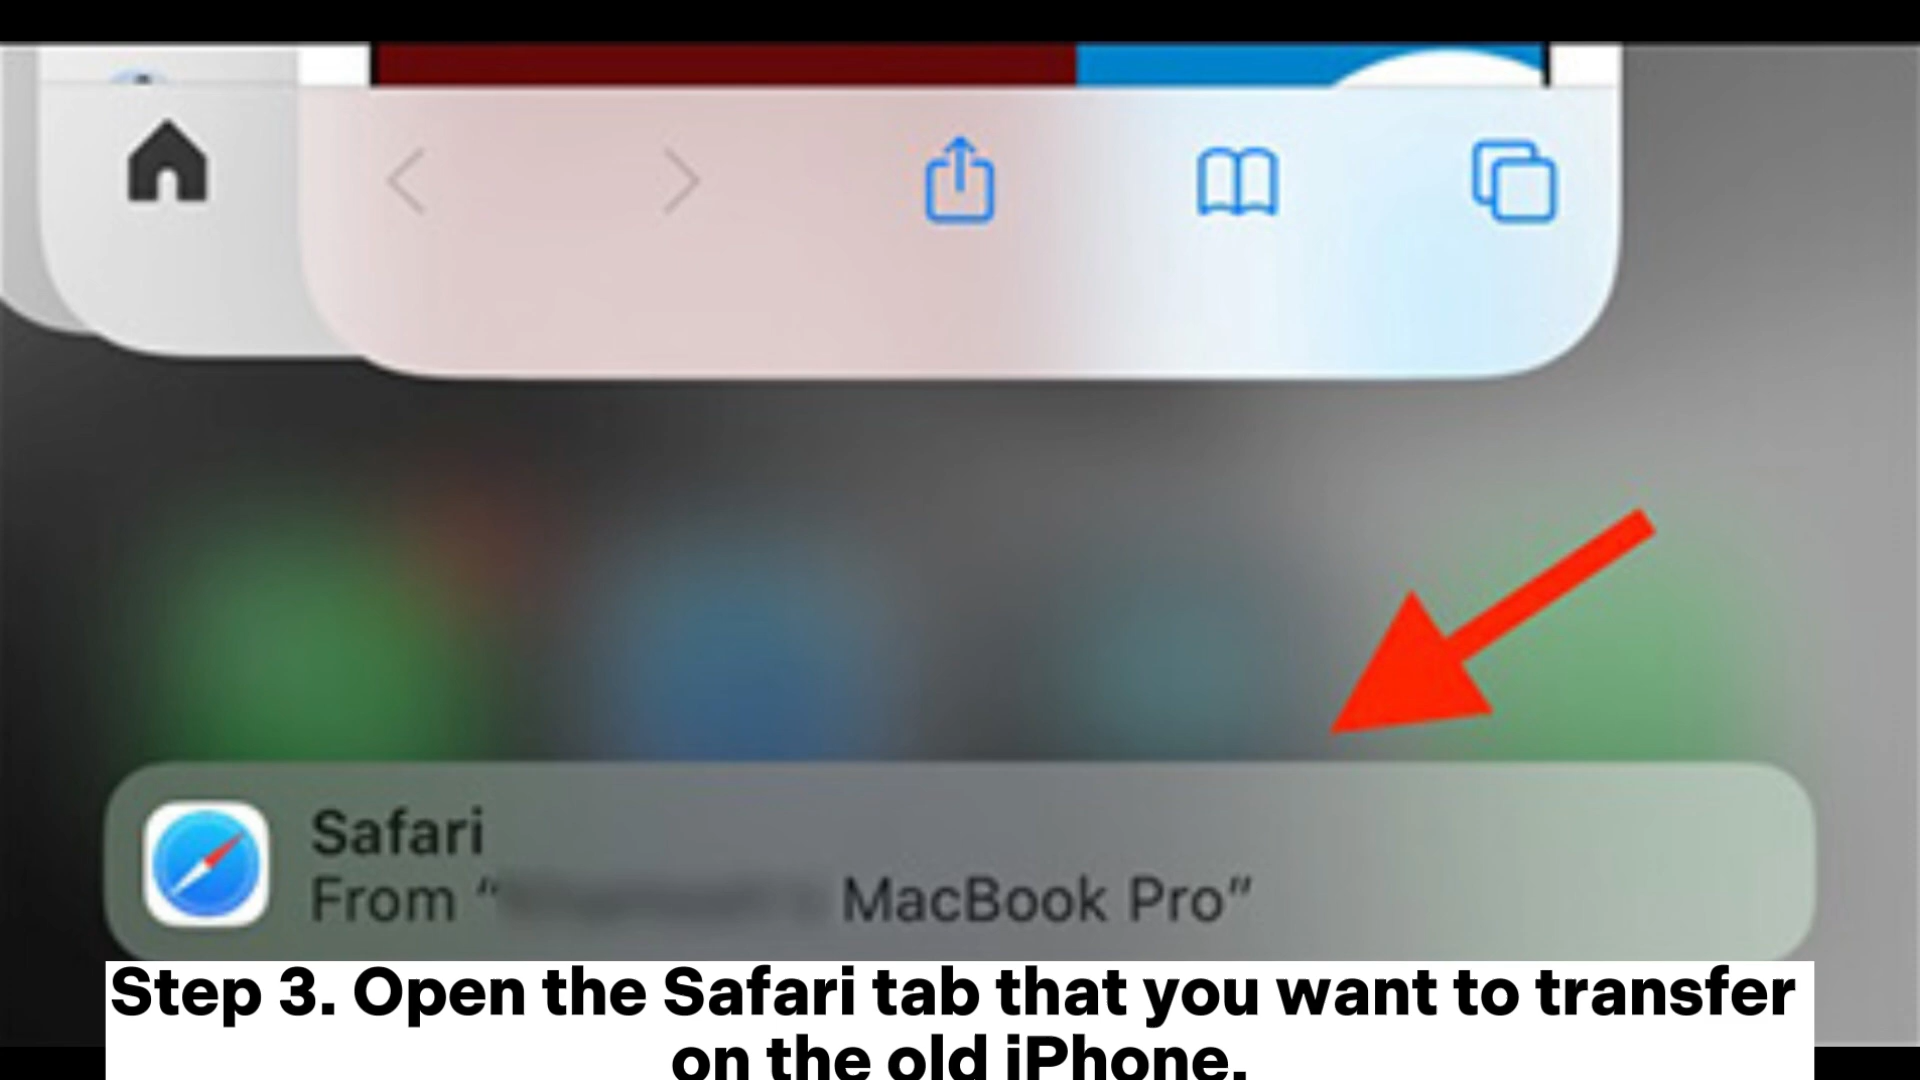 Safari
From “ MacBook Pro”
Step 3. Open the Safari tab that you want to transfer
on the old iPhone.